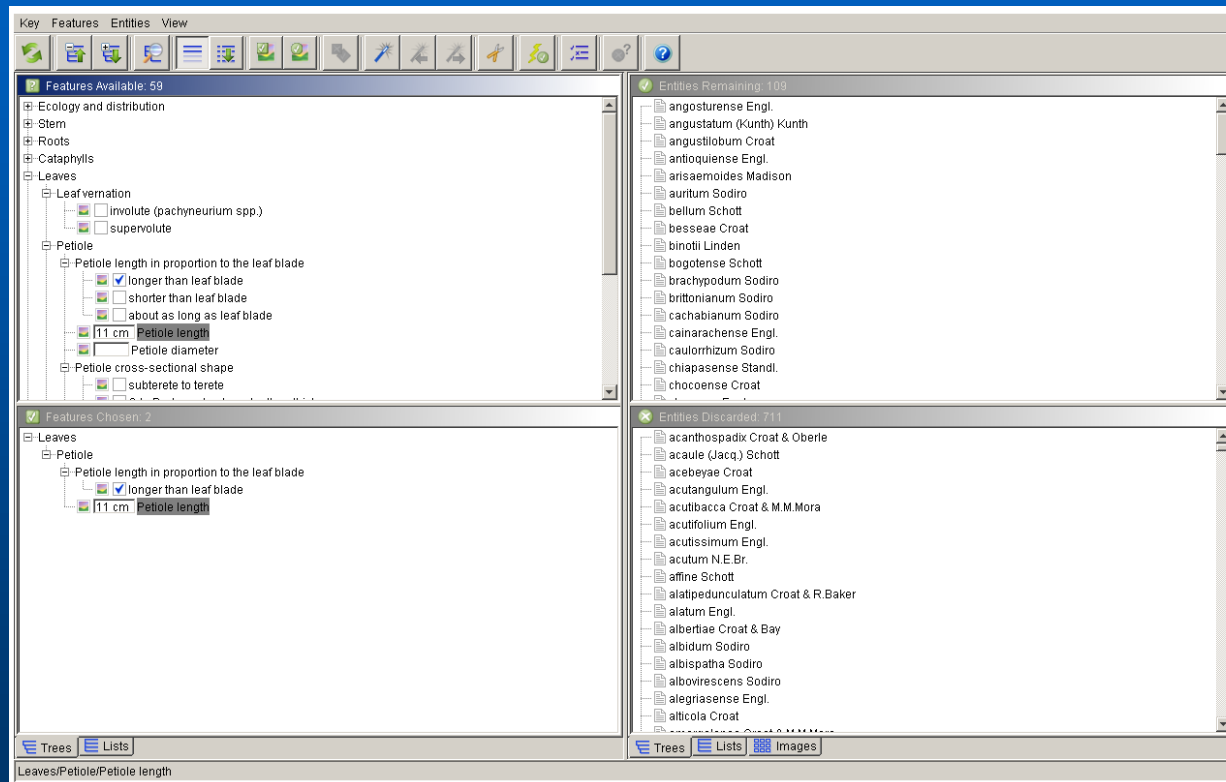 Key Features Entities View
Features Available: 59
Ecology and distribution
Stem
Roots
Cataphylls
Leaves
Leaf vernation
involute (pachyneurium spp.)
supervolute
Petiole
Petiole length in proportion to the leaf blade
longer than leaf blade
shorter than leaf blade
about as long as leaf blade
11 cm Petiole length
Petiole diameter
Petiole cross-sectional shape
subterete to terete
Features Chosen: 2
Leaves
Petiole
Petiole length in proportion to the leaf blade
longer than leaf blade
11 cm Petiole length
Trees Lists
Entities Remaining: 109
angosturense Engl.
angustatum (Kunth) Kunth
angustilobum Croat
antioquiense Engl.
arisaemoides Madison
auritum Sodiro
bellum Schott
besseae Croat
binotii Linden
bogotense Schott
brachypodum Sodiro
brittonianum Sodiro
cachabianum Sodiro
cainarachense Engl.
caulorrhizum Sodiro
chiapasense Standl.
chocoense Croat
Entities Discarded: 711
acanthospadix Croat & Oberle
acaule (Jacq.) Schott
acebeyae Croat
acutangulum Engl.
acutibacca Croat & M.M.Mora
acutifolium Engl.
acutissimum Engl.
acutum N.E.Br.
affine Schott
alatipedunculatum Croat & R.Baker
alatum Engl.
albertiae Croat & Bay
albidum Sodiro
albispatha Sodiro
albovirescens Sodiro
alegriasense Engl.
alticola Croat
Trees Lists Images
Leaves/Petiole/Petiole length